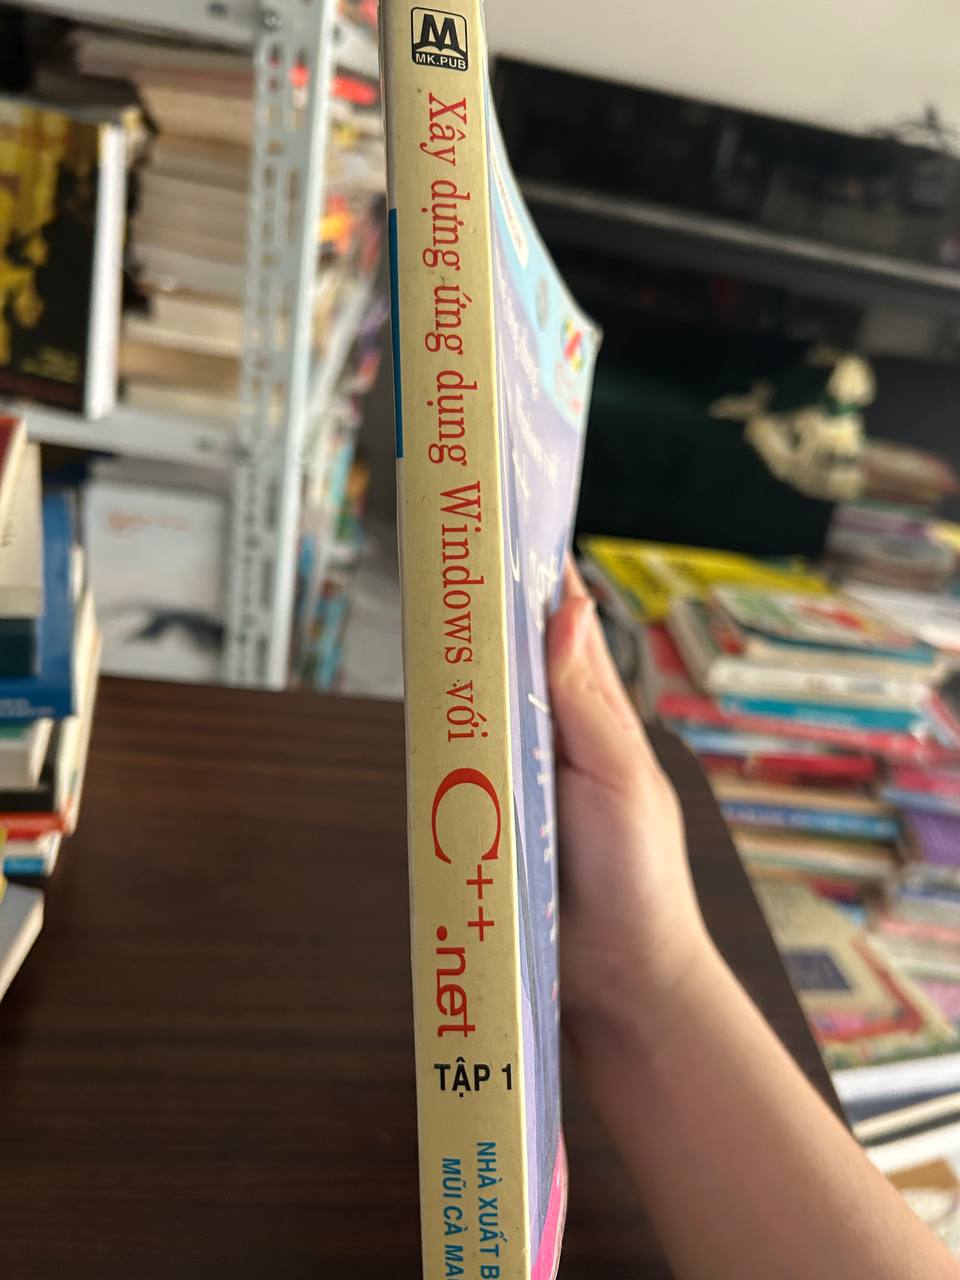 M
MK.PUB
Xây dựng ứng dụng Windows với
C++
.net
TẬP 1
NHÀ XUẤT B
MŨI CÀ MA